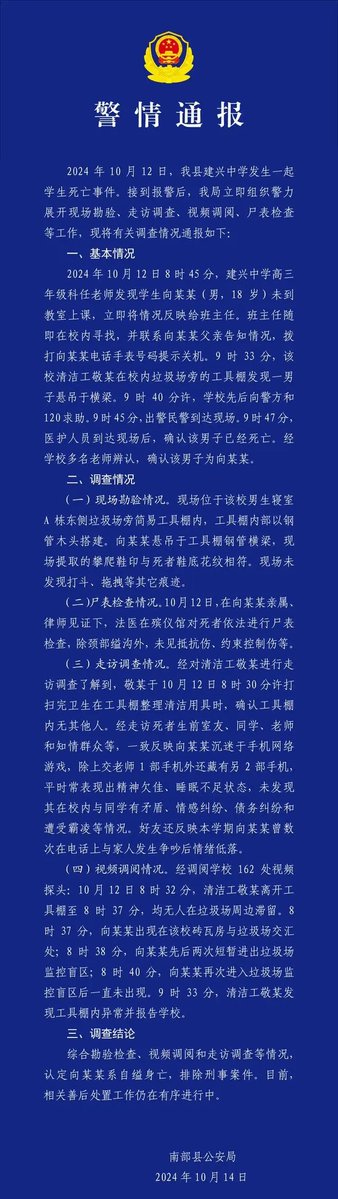 警情通报
2024 年 10 月 12 日，我县建兴中学发生一起
学生死亡事件。接到报警后，我局立即组织警力
展开现场勘验、走访调查、视频调阅、尸表检查
等工作，现将有关调查情况通报如下：
一、基本情况
2024 年 10 月 12 日 8 时 45 分，建兴中学高三
年级科任老师发现学生向某某（男，18 岁）未到
教室上课，立即将情况反映给班主任。班主任随
即在校内寻找，并联系向某某父亲告知情况，拨
打向某某电话手表号码提示关机。9 时 33 分，该
校清洁工敬某在校内垃圾场旁的工具棚发现一男
子悬吊于横梁。9 时 40 分许，学校先后向警方和
120 求助。9 时 45 分，出警民警到达现场。9 时 47 分，
医护人员到达现场后，确认该男子已经死亡。经
学校多名老师辨认，确认该男子为向某某。
二、调查情况
（一）现场勘验情况。现场位于该校男生寝室
A 栋东侧垃圾场旁简易工具棚内，工具棚内部以钢
管木头搭建。向某某悬吊于工具棚钢管横梁，现
场提取的攀爬鞋印与死者鞋底花纹相符。现场未
发现打斗、拖拽等其它痕迹。
（二）尸表检查情况。10 月 12 日，在向某某亲属、
律师见证下，法医在殡仪馆对死者依法进行尸表
检查，除颈部缢沟外，未见抵抗伤、约束控制伤等。
（三）走访调查情况。经对清洁工敬某进行走
访调查了解到，敬某于 10 月 12 日 8 时 30 分许打
扫完卫生在工具棚整理清洁用具时，确认工具棚
内无其他人。经走访死者生前室友、同学、老师
和知情群众等，一致反映向某某沉迷于手机网络
游戏，除上交老师 1 部手机外还藏有另 2 部手机，
平时常表现出精神欠佳、睡眠不足状态，未发现
其在校内与同学有矛盾、情感纠纷、债务纠纷和
遭受霸凌等情况。好友还反映本学期向某某曾数
次在电话上与家人发生争吵后情绪低落。
（四）视频调阅情况。经调阅学校 162 处视频
探头：10 月 12 日 8 时 32 分，清洁工敬某离开工
具棚至 8 时 37 分，均无人在垃圾场周边滞留。8
时 37 分，向某某出现在该校砖瓦房与垃圾场交汇
处；8 时 38 分，向某某先后两次短暂进出垃圾场
监控盲区；8 时 40 分，向某某再次进入垃圾场监
控盲区后一直未出现。9 时 33 分，清洁工敬某发
现工具棚内异常并报告学校。
三、调查结论
综合勘验检查、视频调阅和走访调查等情况，
认定向某某系自缢身亡，排除刑事案件。目前，
相关善后处置工作仍在有序进行中。
南部县公安局
2024 年 10 月 14 日